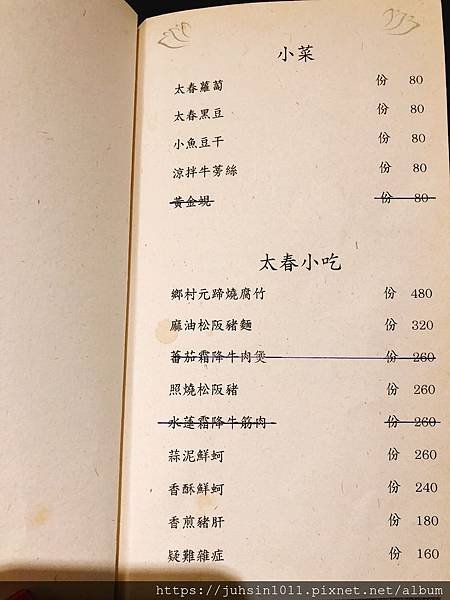 小菜
太春蘿蔔 份 80
太春黑豆 份 80
小魚豆干 份 80
涼拌牛蒡絲 份 80
黃金蜆 份 80
太春小吃
鄉村元蹄燒腐竹 份 480
麻油松阪豬麵 份 320
蕃茄霜降牛肉煲 份 260
照燒松阪豬 份 260
水蓮霜降牛筋肉 份 260
蒜泥鮮蚵 份 260
香酥鮮蚵 份 240
香煎豬肝 份 180
疑難雜症 份 160
https://juhsin1011.pixnet.net/album